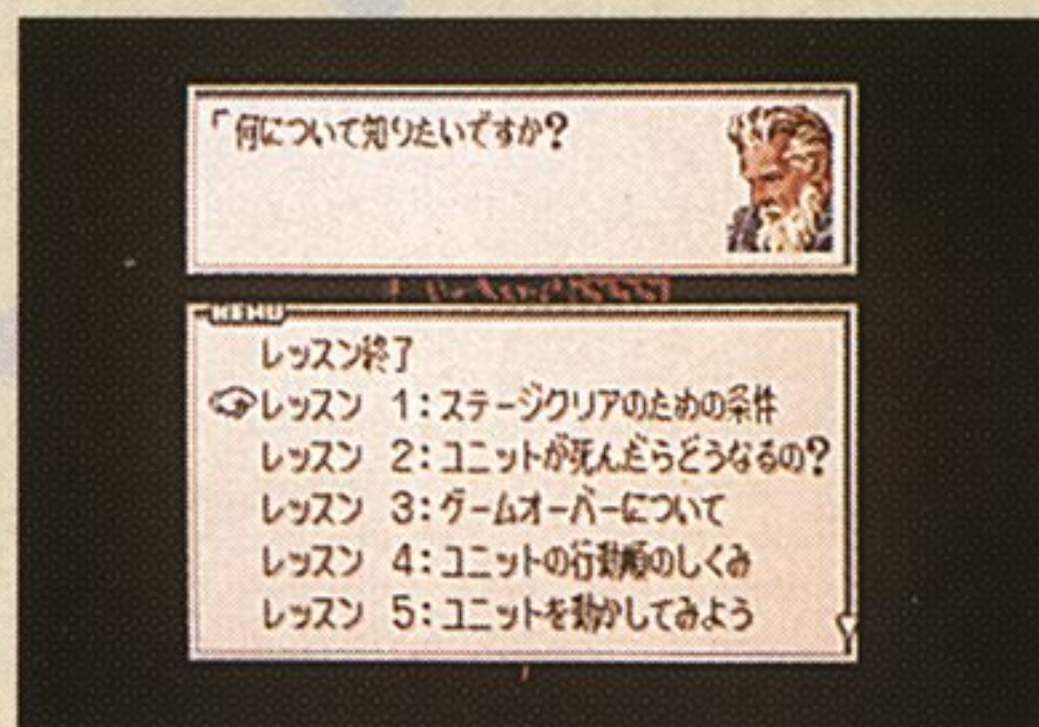 「何について知りたいですか?
MENU
レッスン終了
レッスン 1:ステージクリアのための条件
レッスン 2:ユニットが死んだらどうなるの?
レッスン 3:ゲームオーバーについて
レッスン 4:ユニットの行動順のしくみ
レッスン 5:ユニットを動かしてみよう